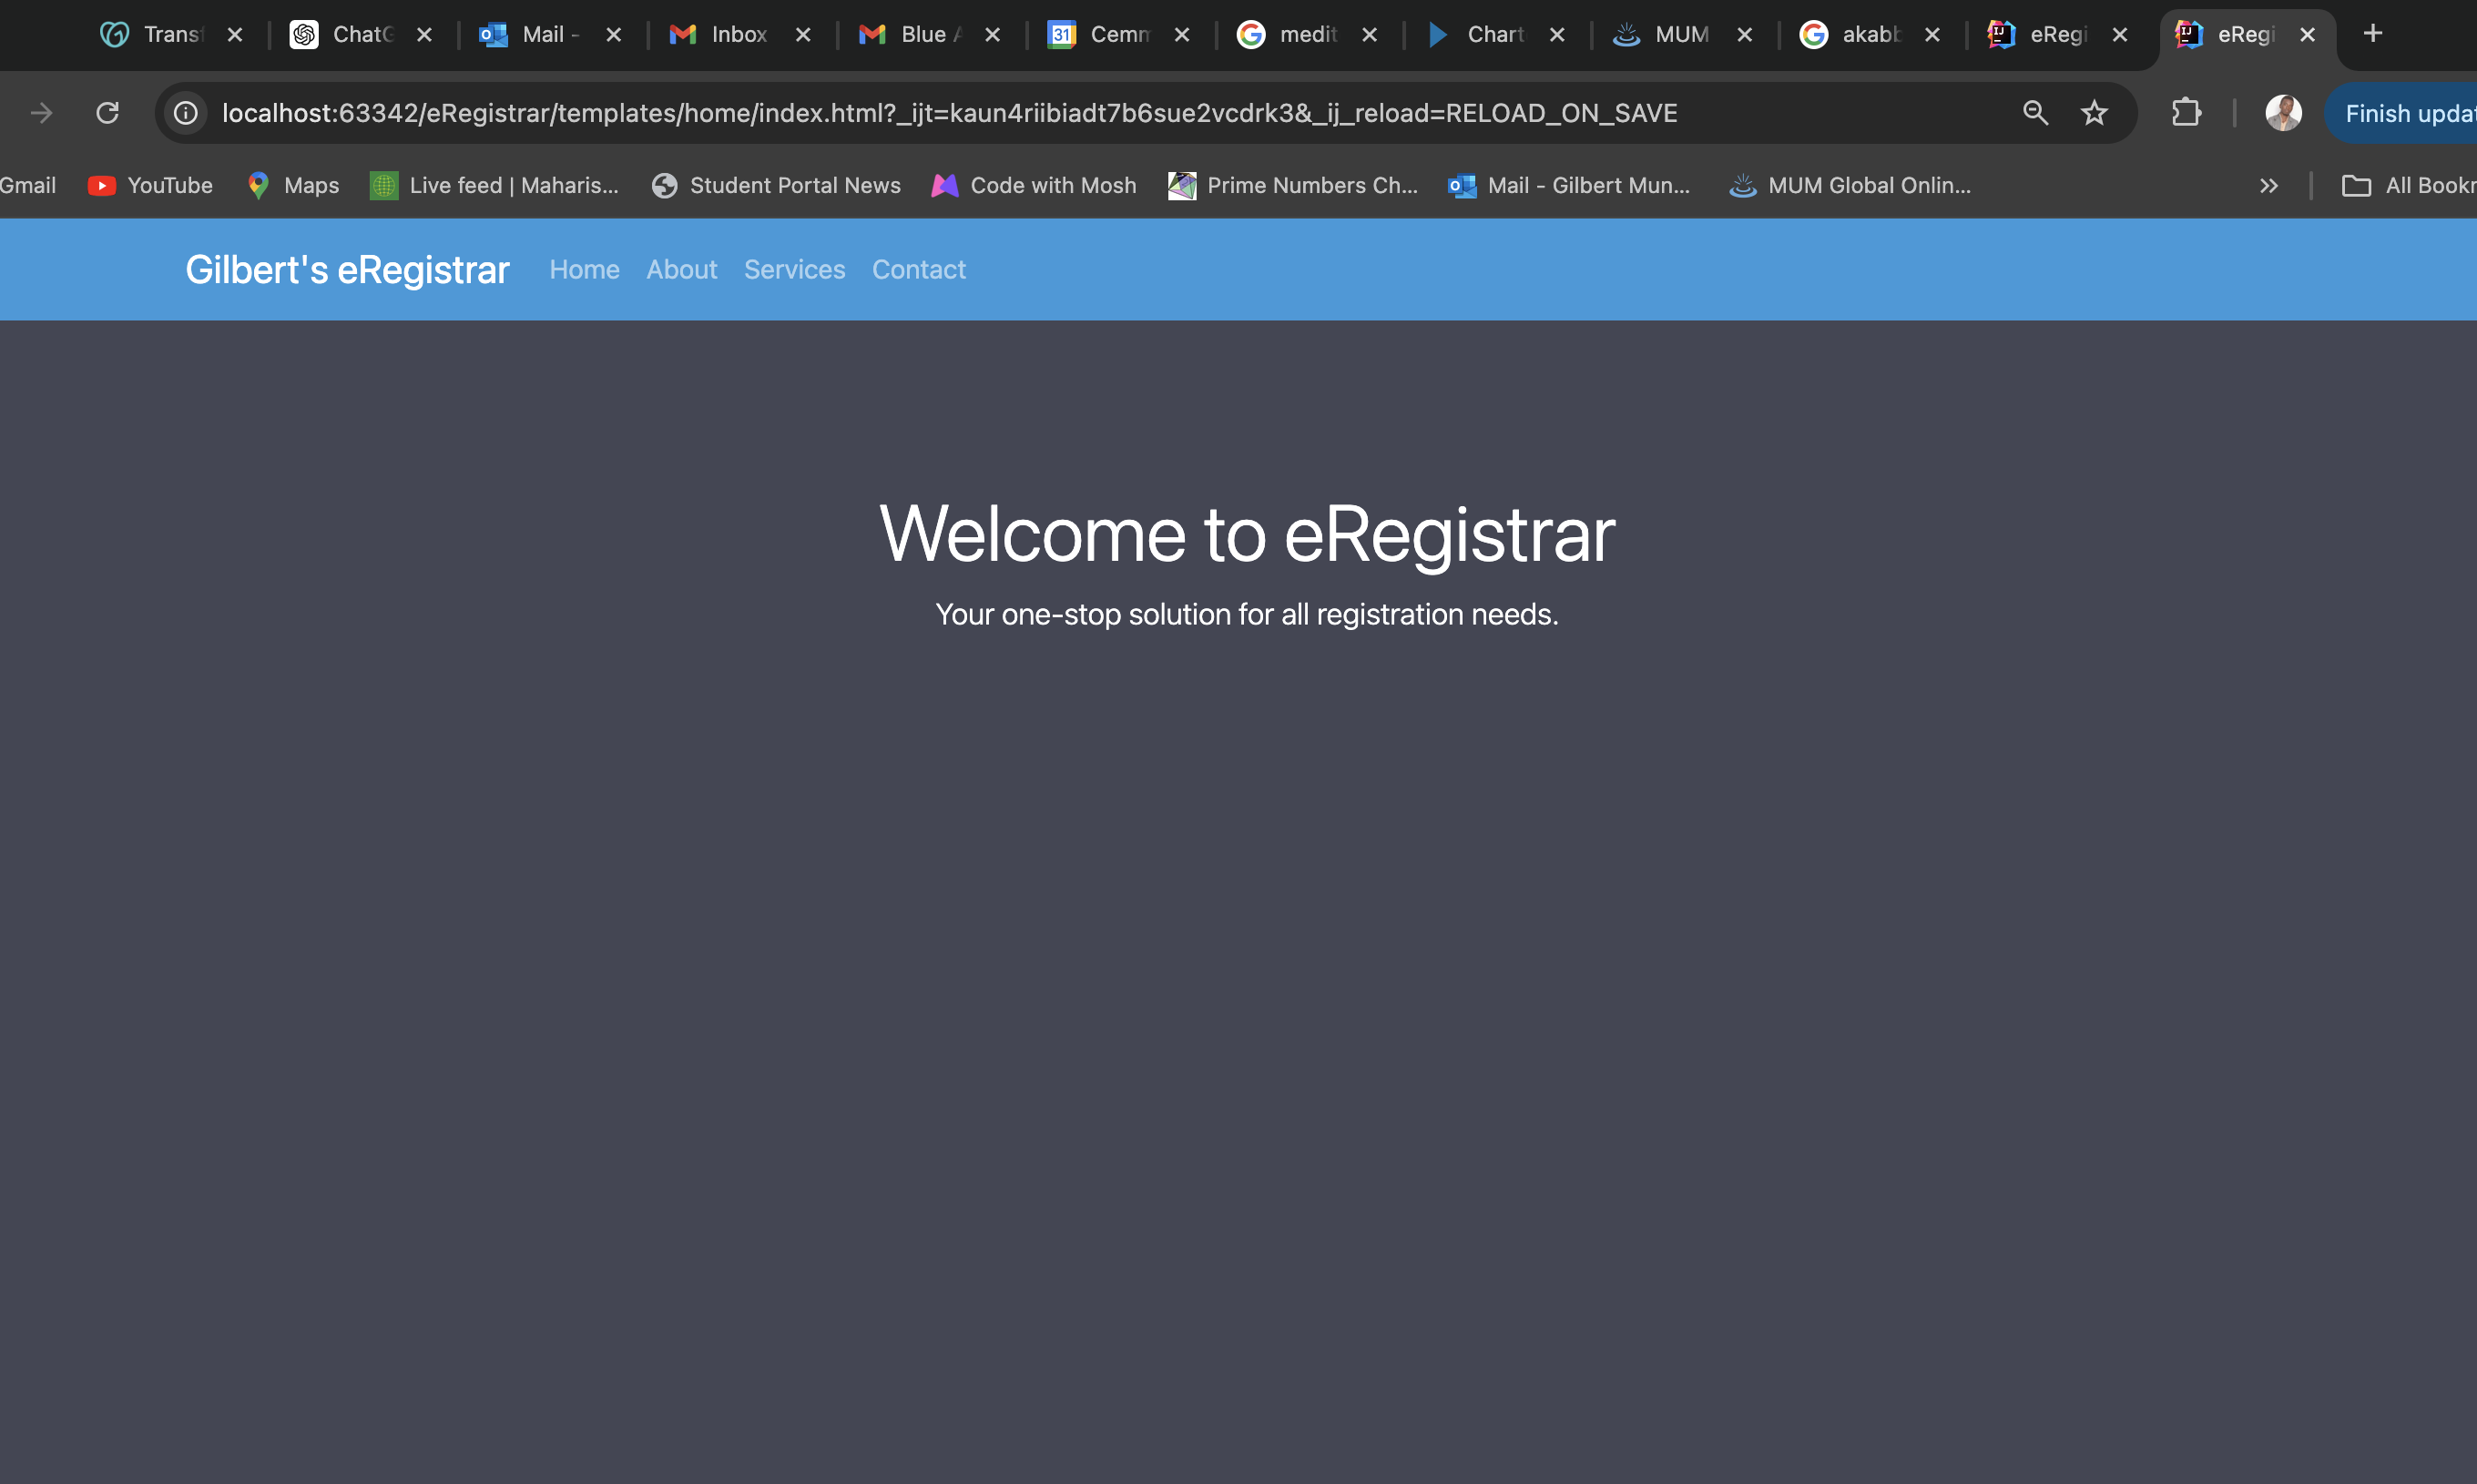 Trans ChatG Mail - Inbox Blue A Cemm medit Chart MUM akabb eRegi eRegi
localhost:63342/eRegistrar/templates/home/index.html?_ijt=kaun4riibiadt7b6sue2vcdrk3&_ij_reload=RELOAD_ON_SAVE Finish updat
Gmail YouTube Maps Live feed | Maharis... Student Portal News Code with Mosh Prime Numbers Ch... Mail - Gilbert Mun... MUM Global Onlin... All Bookr
Gilbert's eRegistrar Home About Services Contact
Welcome to eRegistrar
Your one-stop solution for all registration needs.